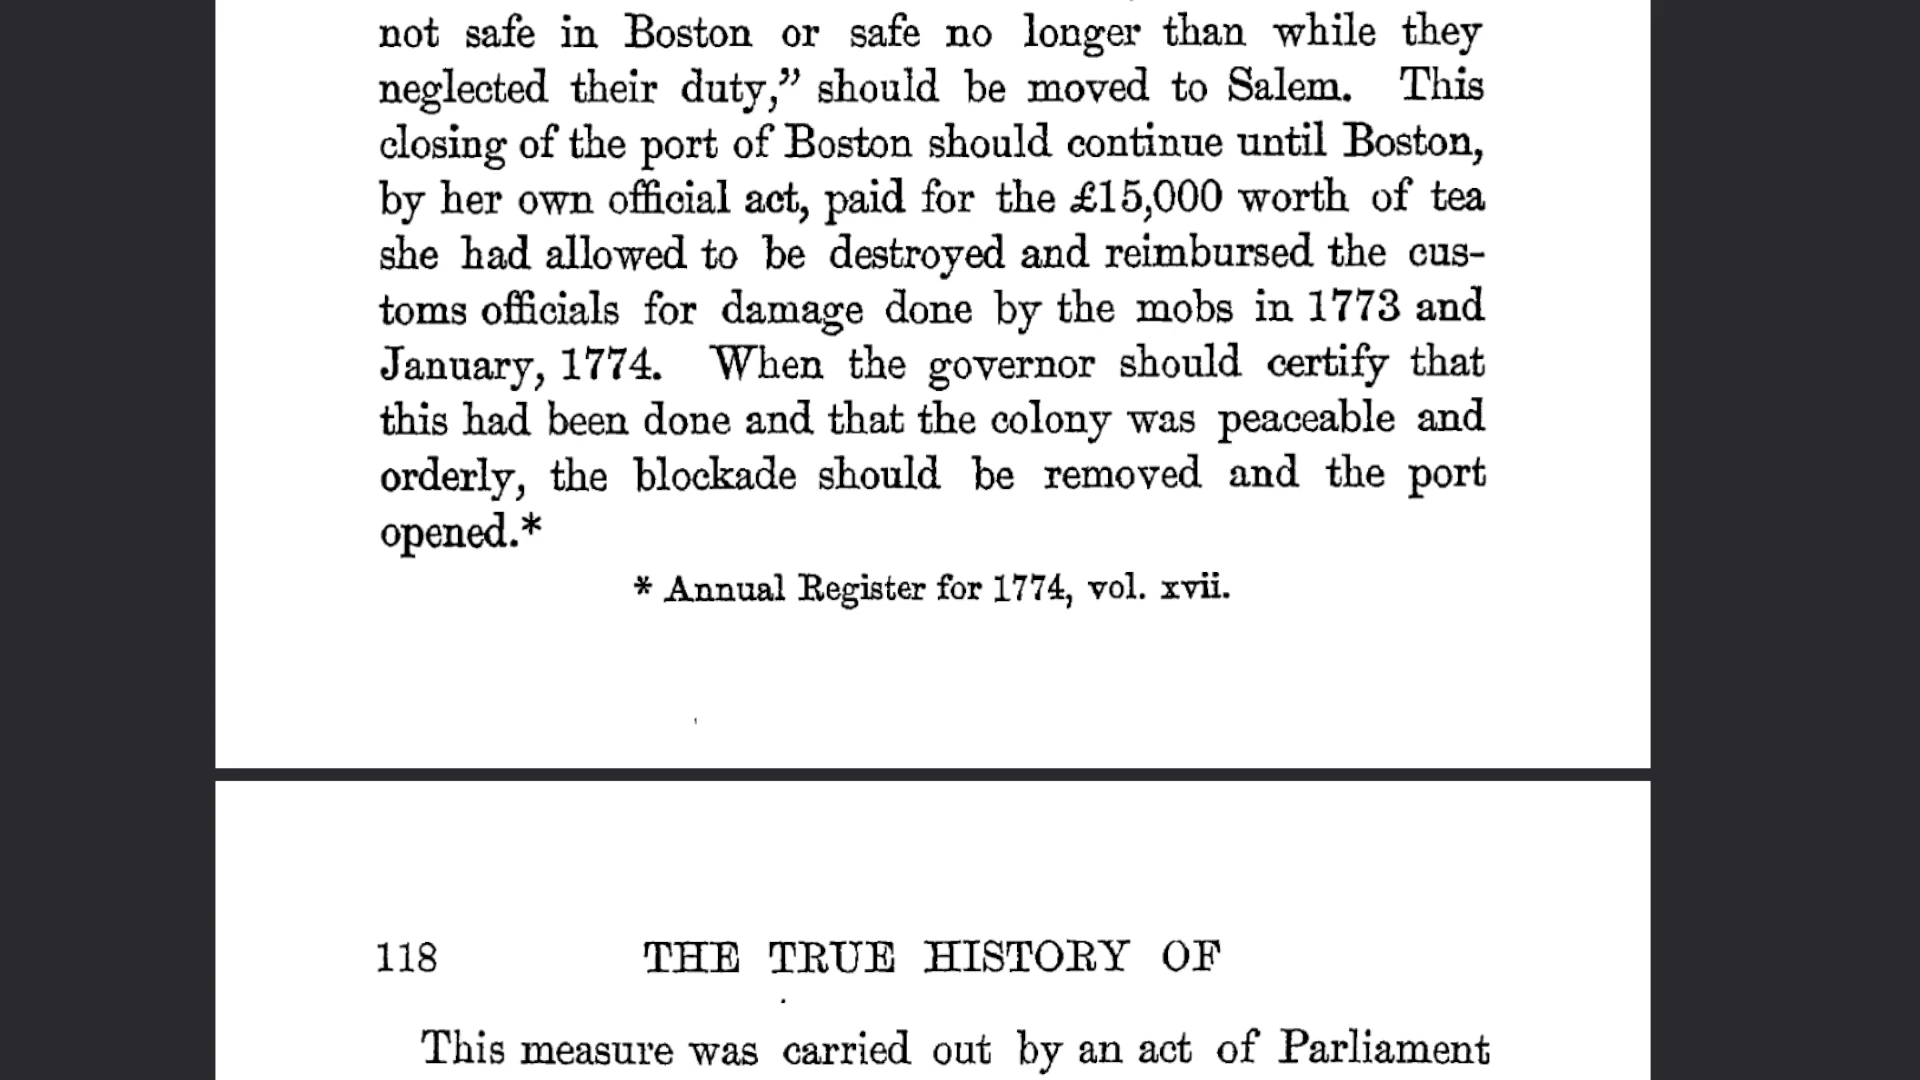 not safe in Boston or safe no longer than while they
neglected their duty,” should be moved to Salem. This
closing of the port of Boston should continue until Boston,
by her own official act, paid for the £15,000 worth of tea
she had allowed to be destroyed and reimbursed the cus-
toms officials for damage done by the mobs in 1773 and
January, 1774. When the governor should certify that
this had been done and that the colony was peaceable and
orderly, the blockade should be removed and the port
opened.*
* Annual Register for 1774, vol. xvii.
118 THE TRUE HISTORY OF
This measure was carried out by an act of Parliament